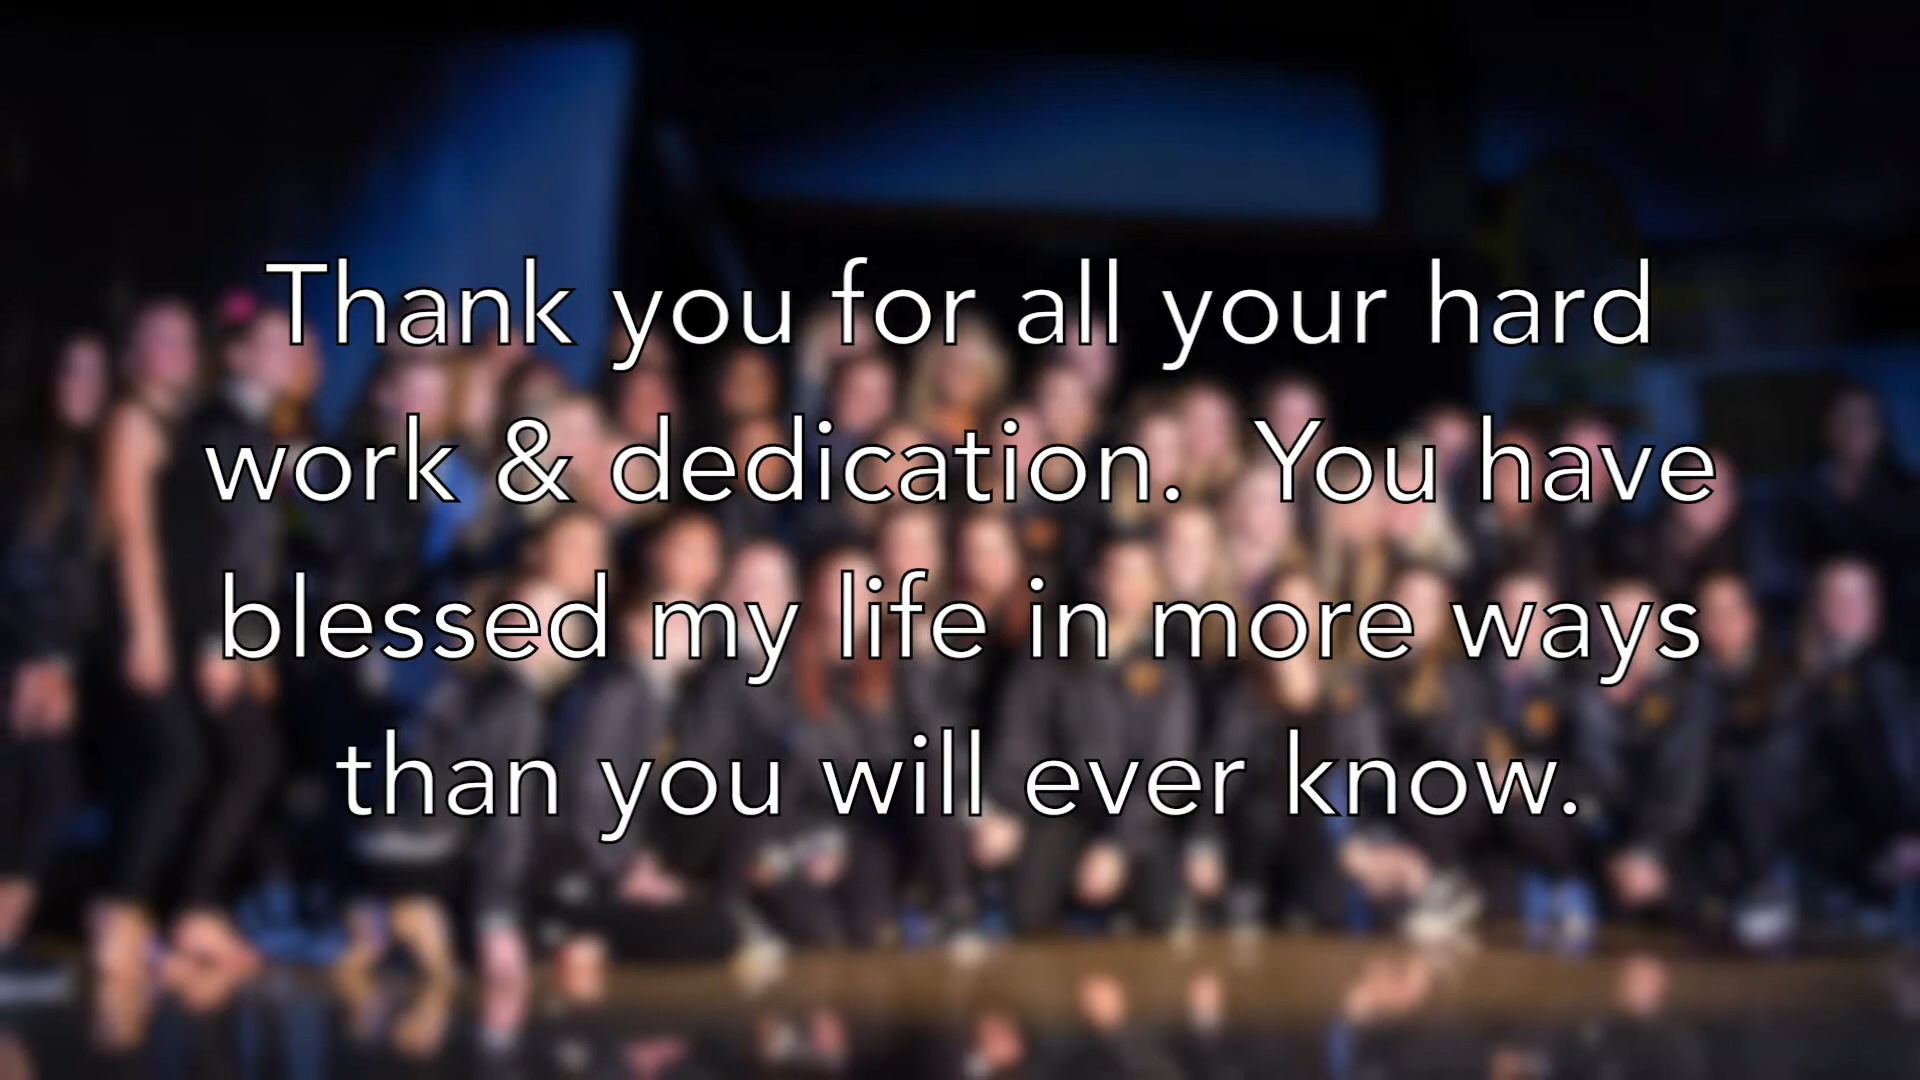 Thank you for all your hard
work & dedication.  You have
blessed my life in more ways
than you will ever know.